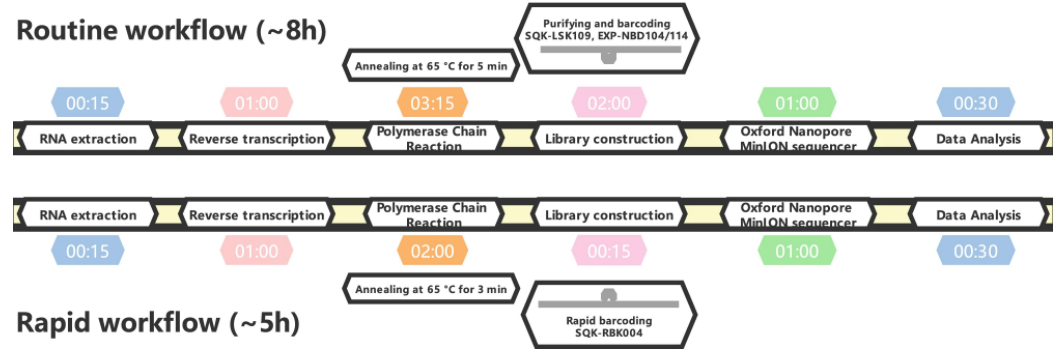 Routine workflow (~8h)
Purifying and barcoding
SQK-LSK109, EXP-NBD104/114
Annealing at 65 °C for 5 min
00:15
01:00
03:15
02:00
01:00
00:30
RNA extraction
Reverse transcription
Polymerase Chain
Reaction
Library construction
Oxford Nanopore
MinION sequencer
Data Analysis
RNA extraction
Reverse transcription
Polymerase Chain
Reaction
Library construction
Oxford Nanopore
MinION sequencer
Data Analysis
00:15
01:00
02:00
00:15
01:00
00:30
Annealing at 65 °C for 3 min
Rapid barcoding
SQK-RBK004
Rapid workflow (~5h)